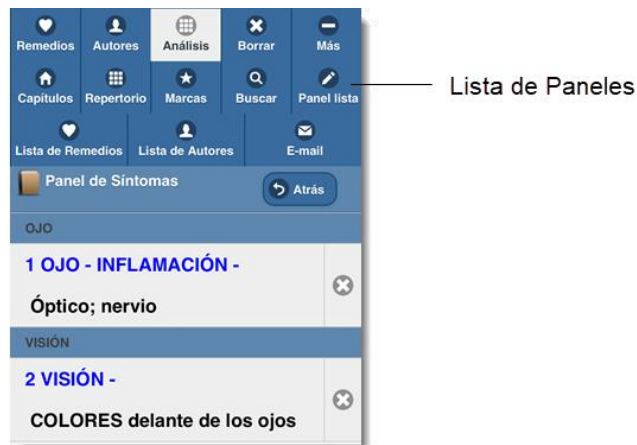 Remedios Autores Análisis Borrar Más
Capítulos Repertorio Marcas Buscar Panel lista
Lista de Paneles
Lista de Remedios Lista de Autores E-mail
Panel de Síntomas Atrás
OJO
1 OJO - INFLAMACIÓN -
Óptico; nervio
VISIÓN
2 VISIÓN -
COLORES delante de los ojos